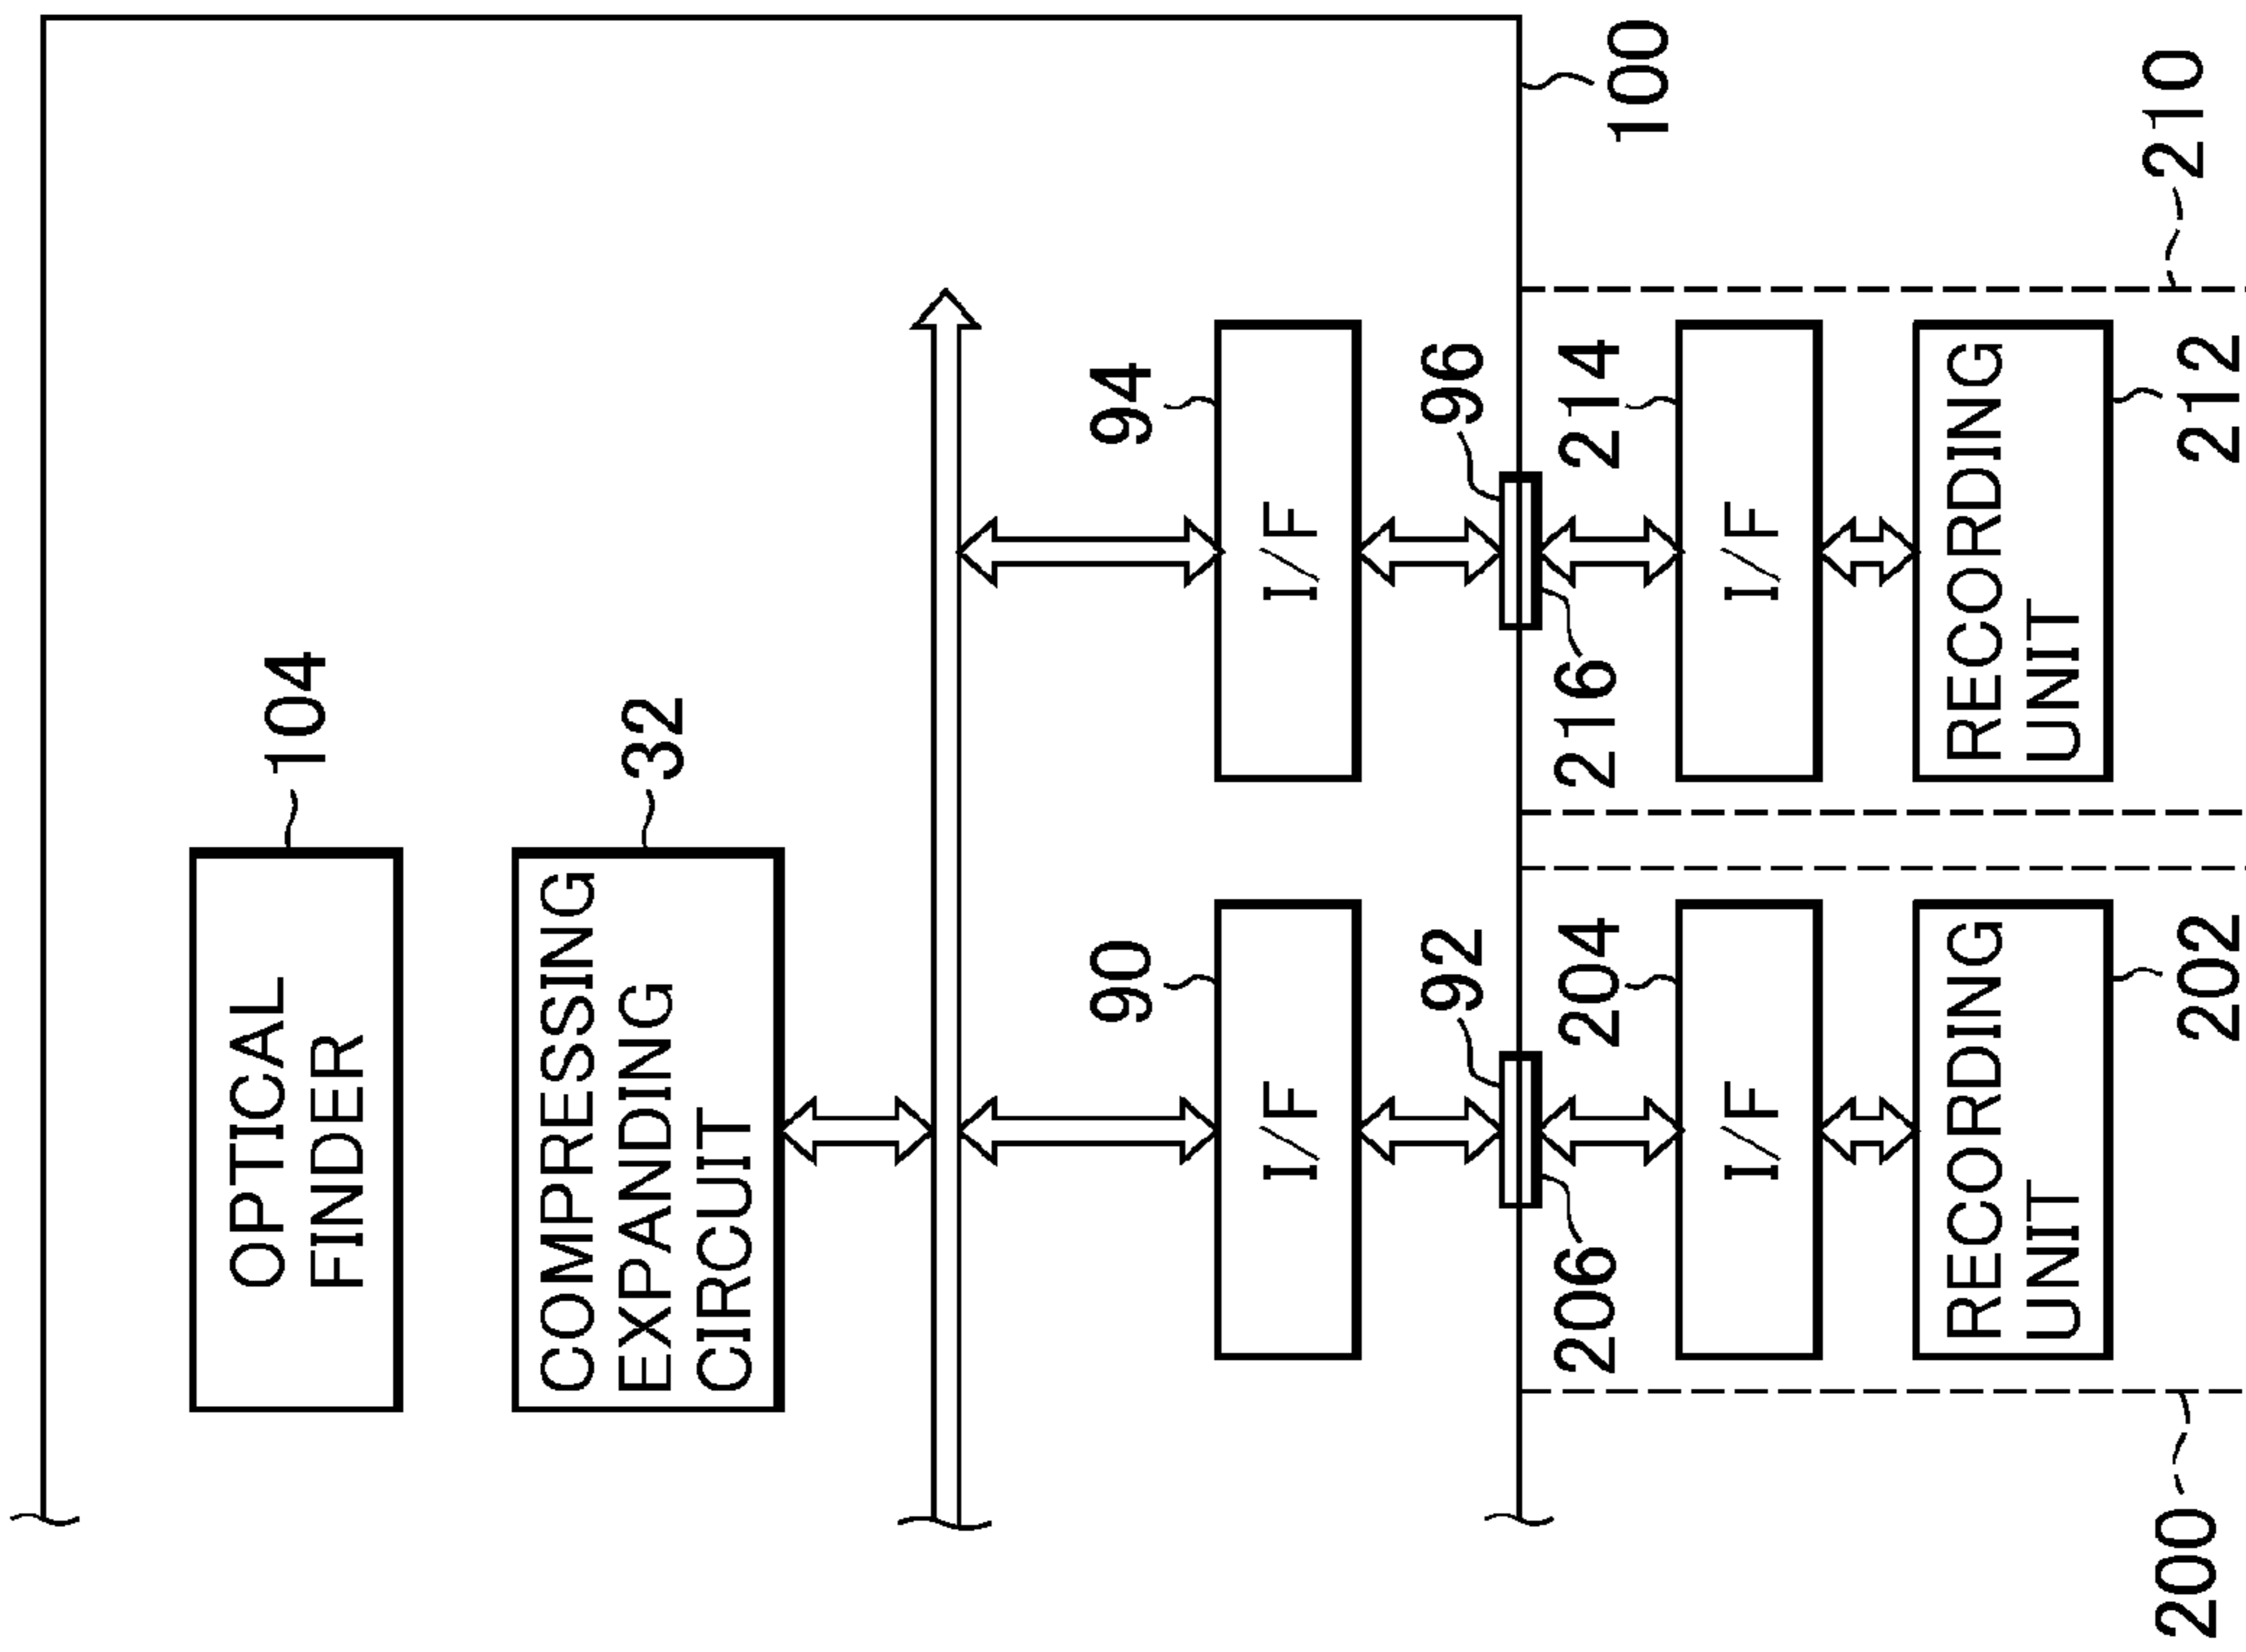 OPTICAL
FINDER
104
COMPRESSING
EXPANDING
CIRCUIT
32
90
I/F
94
I/F
92
96
100
206
204
I/F
216
214
I/F
RECORDING
UNIT
202
RECORDING
UNIT
212
200
210